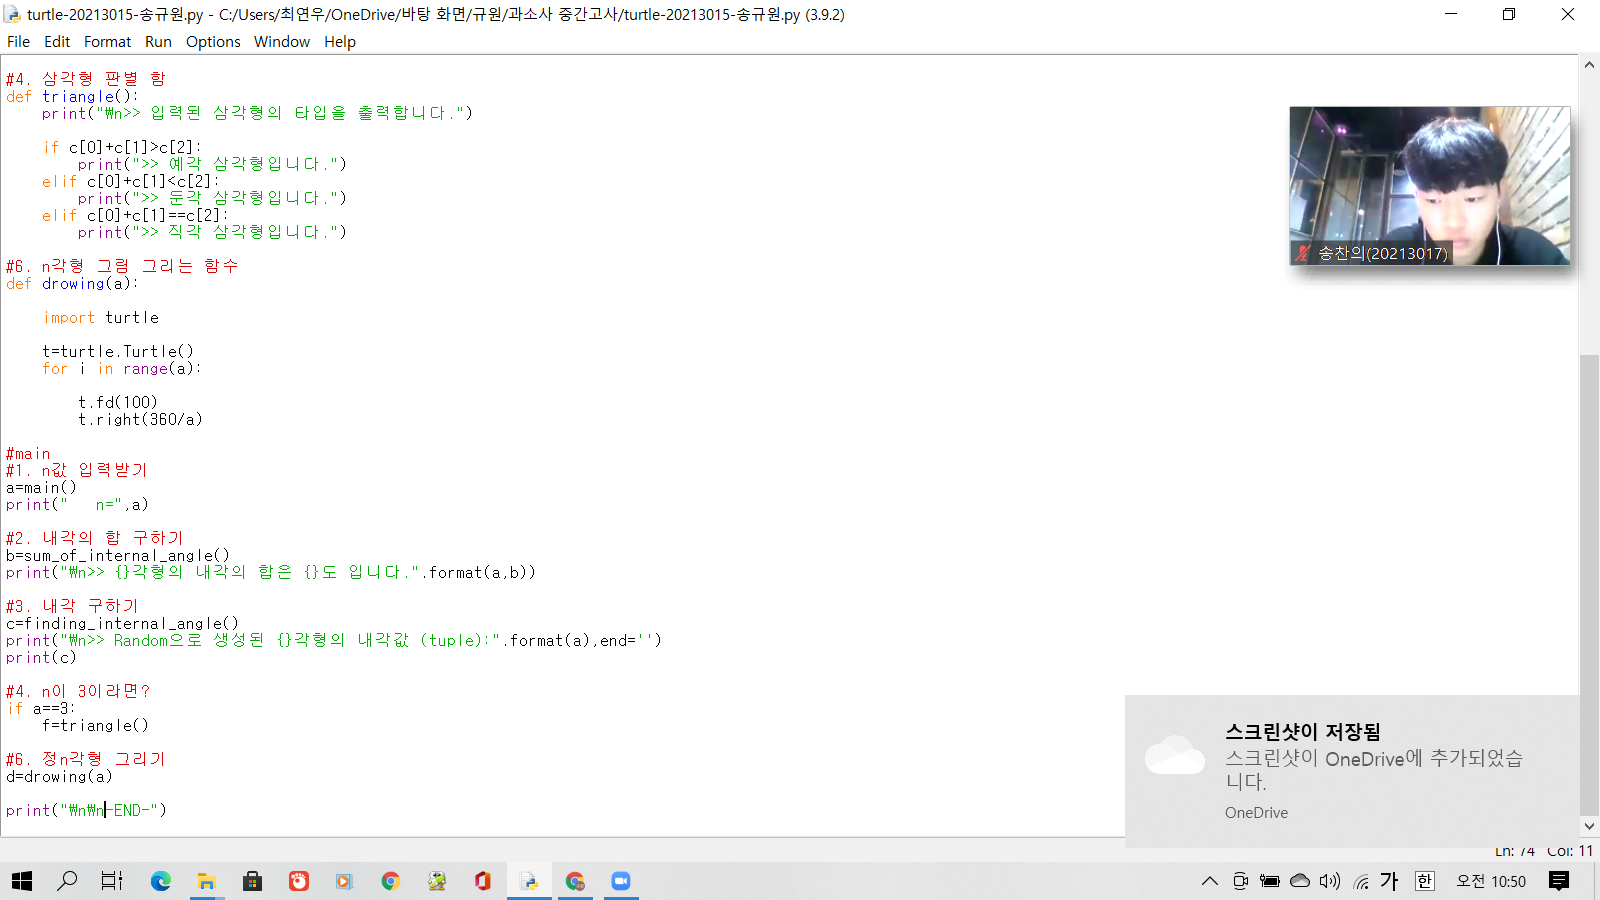 turtle-20213015-송규원.py - C:/Users/최연우/OneDrive/바탕 화면/규원/과소사 중간고사/turtle-20213015-송규원.py (3.9.2)
File Edit Format Run Options Window Help
#4. 삼각형 판별 함
def triangle():
    print("₩n>> 입력된 삼각형의 타입을 출력합니다.")
    if c[0]+c[1]>c[2]:
        print(">> 예각 삼각형입니다.")
    elif c[0]+c[1]<c[2]:
        print(">> 둔각 삼각형입니다.")
    elif c[0]+c[1]==c[2]:
        print(">> 직각 삼각형입니다.")
#6. n각형 그림 그리는 함수
def drowing(a):
    import turtle
    t=turtle.Turtle()
    for i in range(a):
        t.fd(100)
        t.right(360/a)
#main
#1. n값 입력받기
a=main()
print("   n=",a)
#2. 내각의 합 구하기
b=sum_of_internal_angle()
print("₩n>> {}각형의 내각의 합은 {}도 입니다.".format(a,b))
#3. 내각 구하기
c=finding_internal_angle()
print("₩n>> Random으로 생성된 {}각형의 내각값 (tuple):".format(a),end='')
print(c)
#4. n이 3이라면?
if a==3:
    f=triangle()
#6. 정n각형 그리기
d=drowing(a)
print("₩n₩n-END-")
송찬의(20213017)
스크린샷이 저장됨
스크린샷이 OneDrive에 추가되었습
니다.
OneDrive
Ln: 74 Col: 11
가 한 오전 10:50